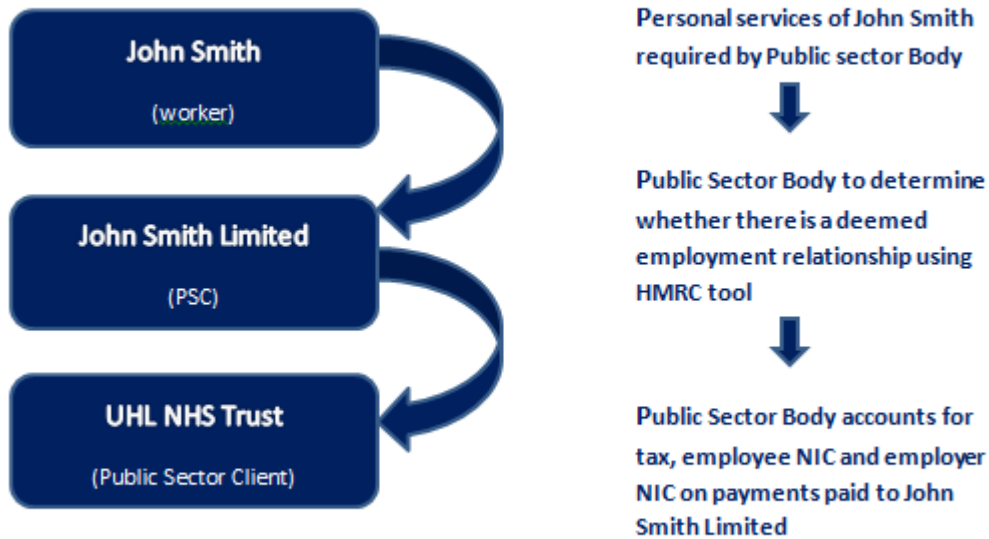 John Smith
(worker)
John Smith Limited
(PSC)
UHL NHS Trust
(Public Sector Client)
Personal services of John Smith
required by Public sector Body
Public Sector Body to determine
whether there is a deemed
employment relationship using
HMRC tool
Public Sector Body accounts for
tax, employee NIC and employer
NIC on payments paid to John
Smith Limited